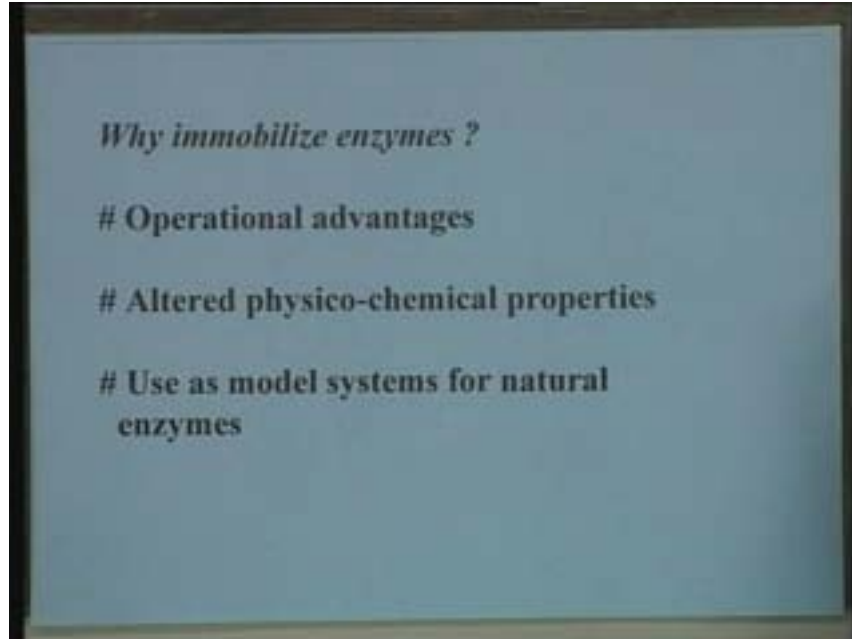 Why immobilize enzymes ?
# Operational advantages
# Altered physico-chemical properties
# Use as model systems for natural
enzymes